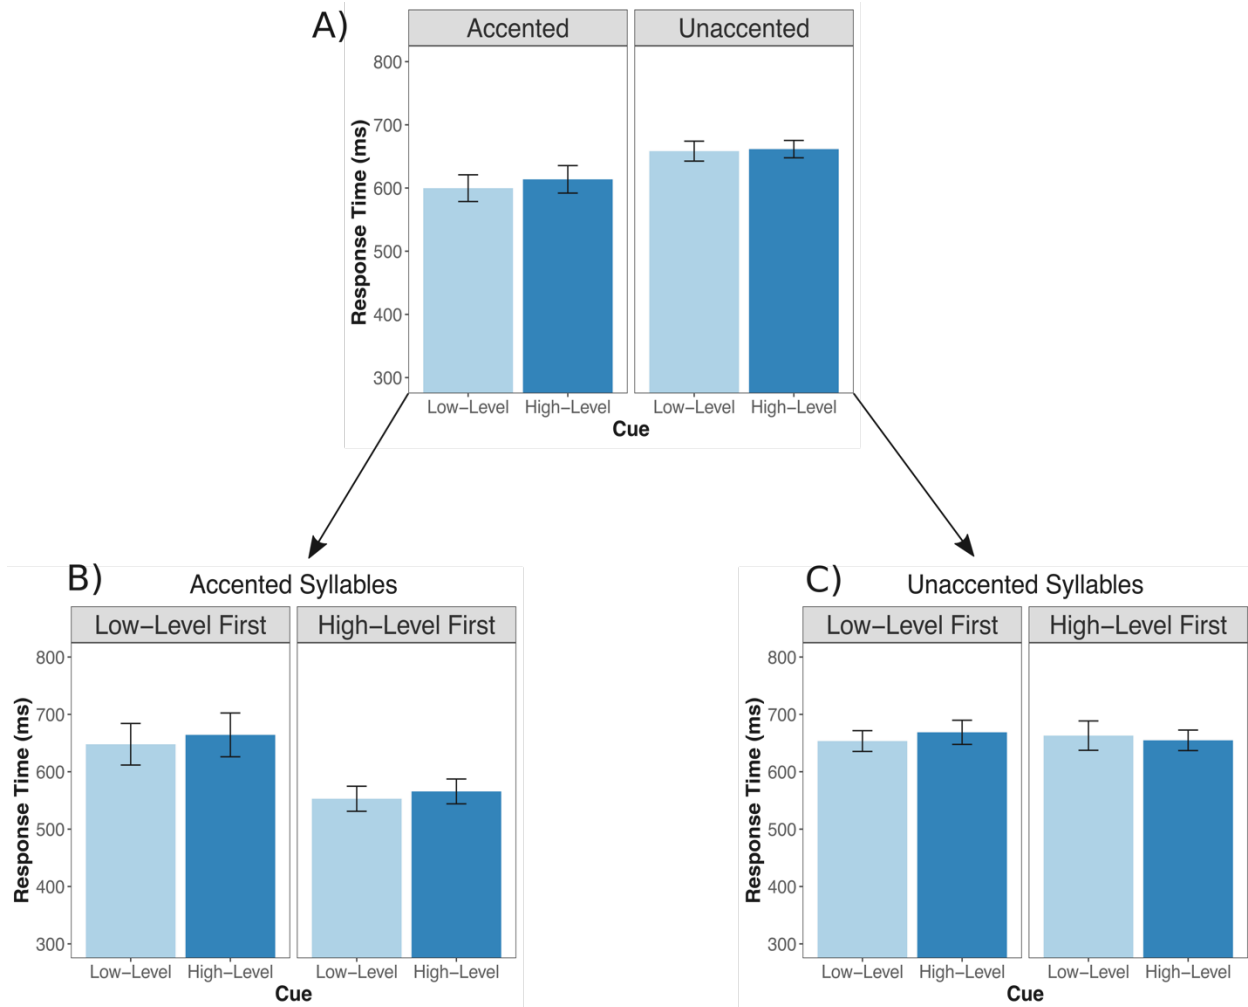 A)
Accented Unaccented
800
700
600
500
400
300
Response Time (ms)
Low−Level High−Level Low−Level High−Level
Cue
B) Accented Syllables
Low−Level First High−Level First
800
700
600
500
400
300
Response Time (ms)
Low−Level High−Level Low−Level High−Level
Cue
C) Unaccented Syllables
Low−Level First High−Level First
800
700
600
500
400
300
Response Time (ms)
Low−Level High−Level Low−Level High−Level
Cue